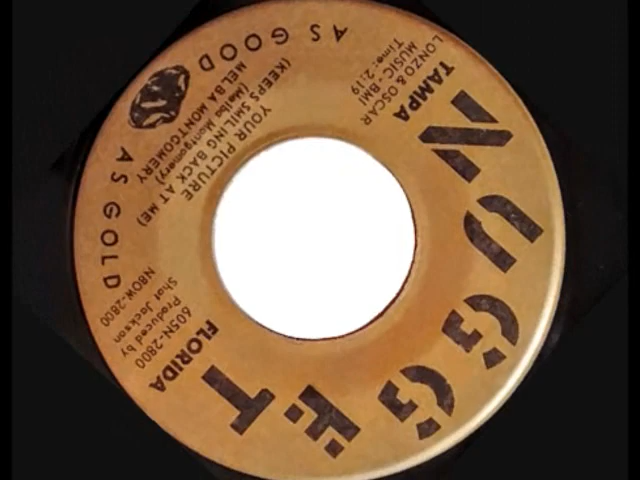 NUGGET
TAMPA
FLORIDA
LONZO & OSCAR
MUSIC - BMI
Time: 2:19
605N-2800
Produced by
Shot Jackson
N80W-2800
YOUR PICTURE
(KEEPS SMILING BACK AT ME)
(Melba Montgomery)
MELBA MONTGOMERY
AS GOOD AS GOLD